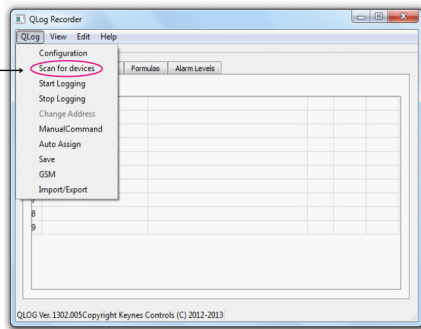 QLog Recorder
QLog View Edit Help
Configuration
Scan for devices
Formulas Alarm Levels
Start Logging
Stop Logging
Change Address
ManualCommand
Auto Assign
Save
GSM
Import/Export
8
9
QLOG Ver. 1302.005Copyright Keynes Controls (C) 2012-2013